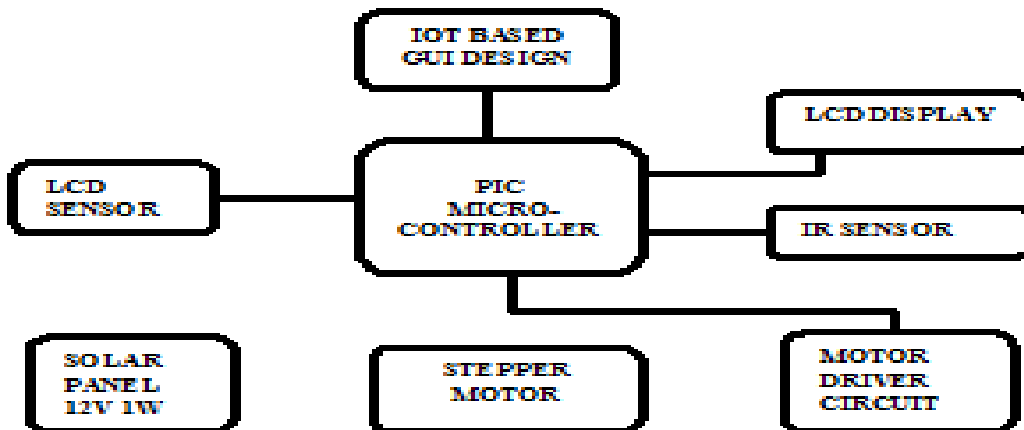 IOT BASED
GUI DESIGN
LCD DISPLAY
LCD
SENSOR
PIC
MICRO-
CONTROLLER
IR SENSOR
SOLAR
PANEL
12V 1W
STEPPER
MOTOR
MOTOR
DRIVER
CIRCUIT